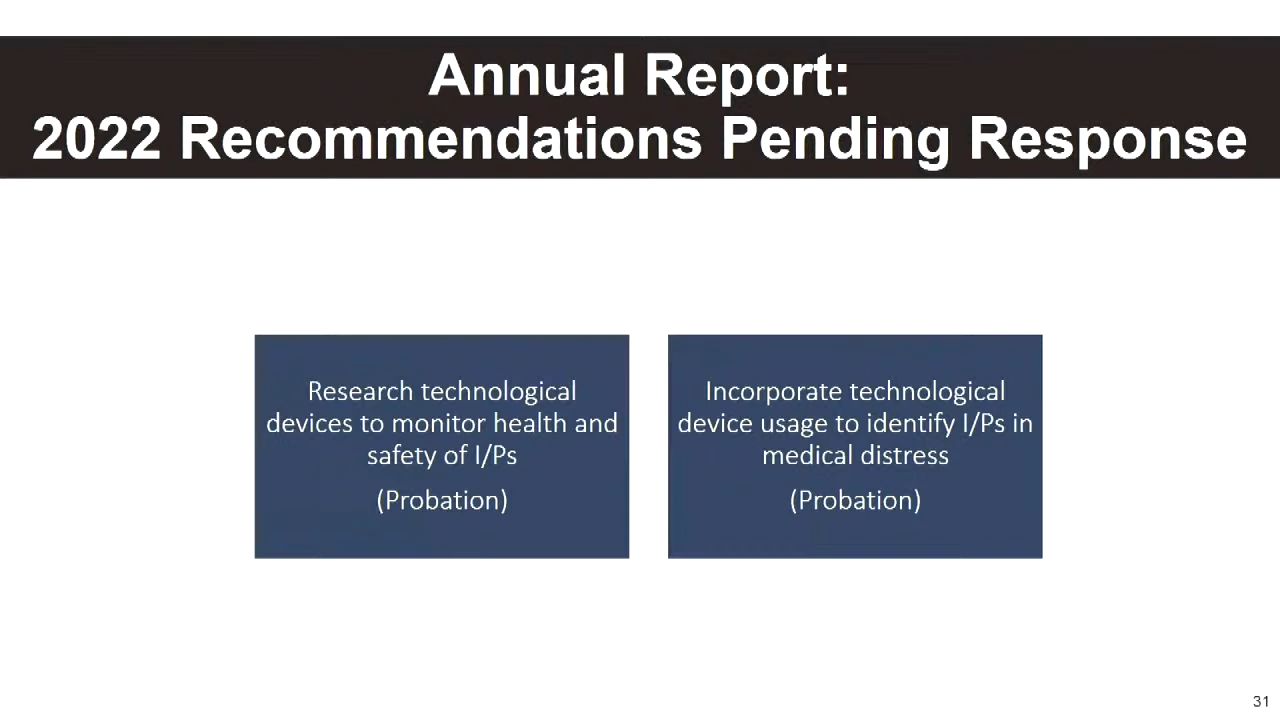 Annual Report:
2022 Recommendations Pending Response
Research technological
devices to monitor health and
safety of I/Ps
(Probation)
Incorporate technological
device usage to identify I/Ps in
medical distress
(Probation)
31